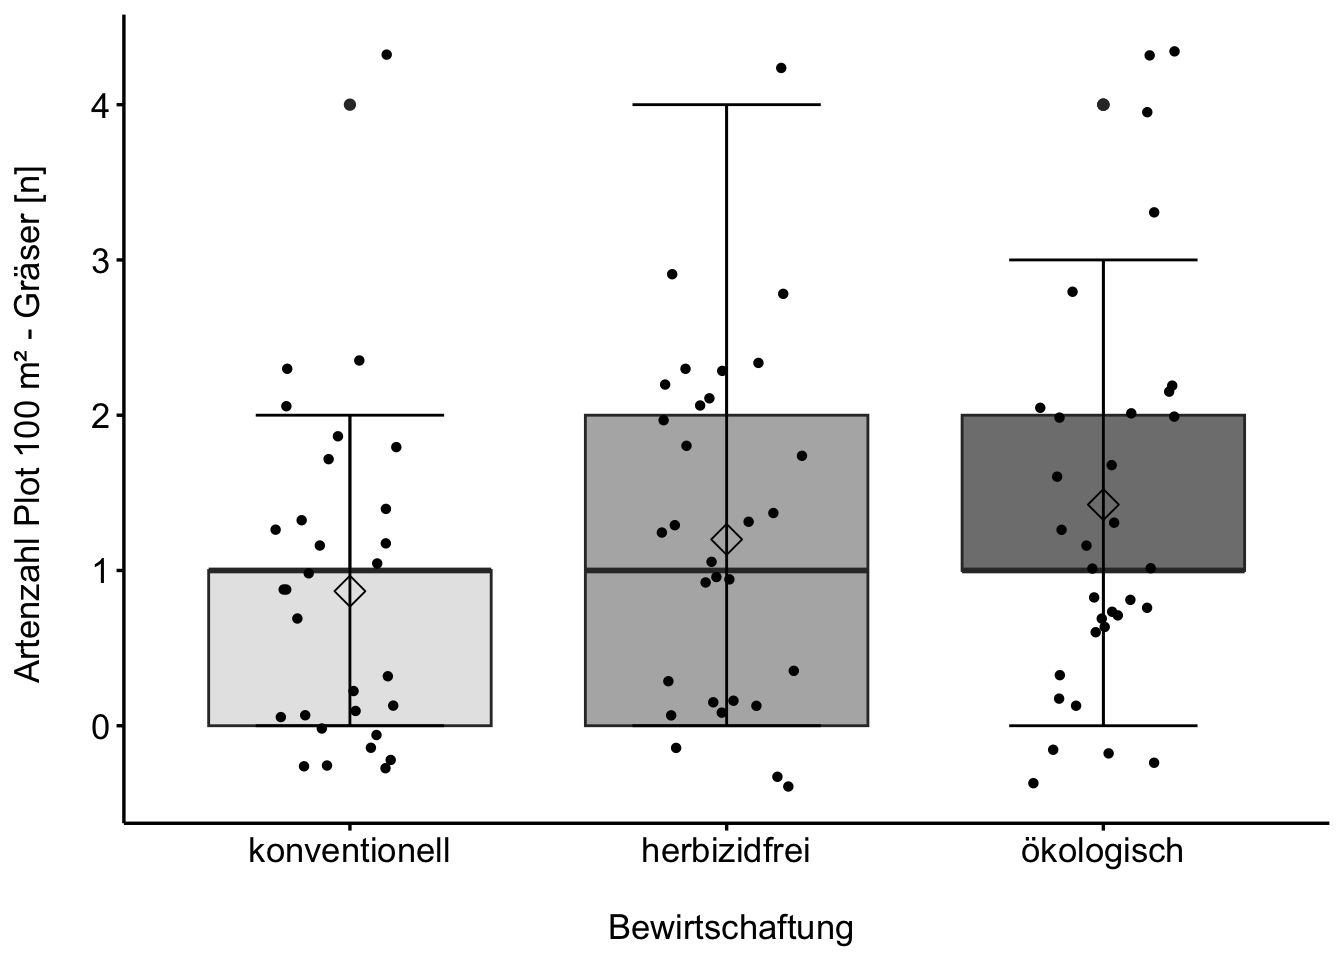 Artenzahl Plot 100 m² - Gräser [n]
4
3
2
1
0
konventionell herbizidfrei ökologisch
Bewirtschaftung